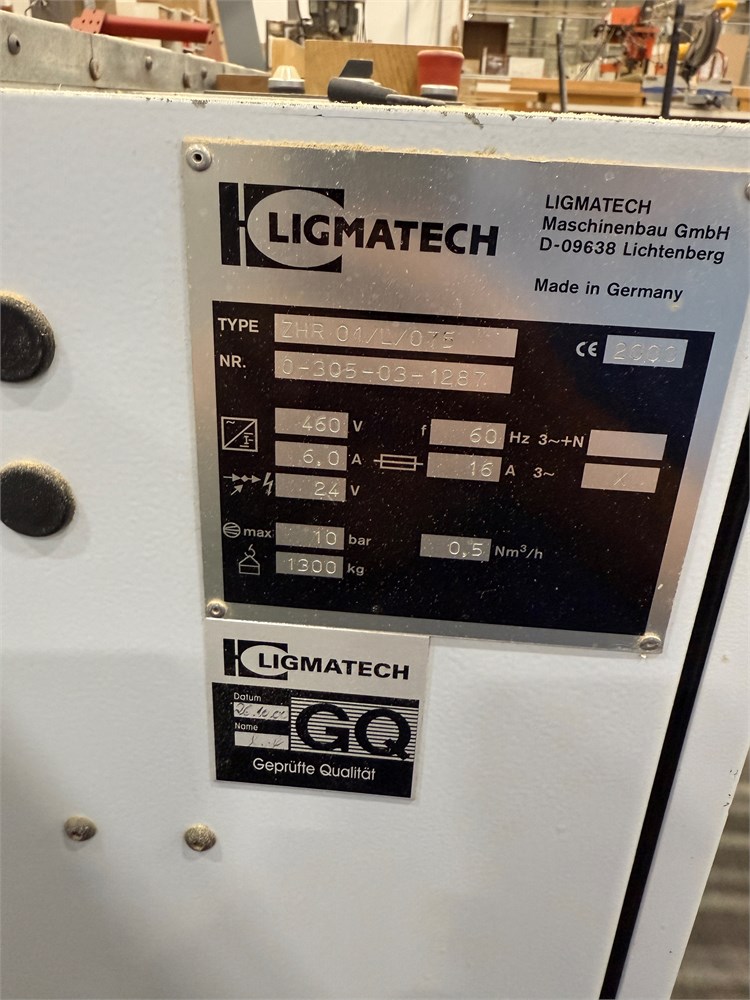 LIGMATECH
LIGMATECH
Maschinenbau GmbH
D-09638 Lichtenberg
Made in Germany
TYPE ZHR 01/L/075
CE 2000
NR. 0-305-03-1287
460 V f 60 Hz 3~+N
6,0 A 16 A 3~
24 V
max 10 bar 0,5 Nm³/h
1300 kg
LIGMATECH
Datum
Name
GQ
Geprüfte Qualität